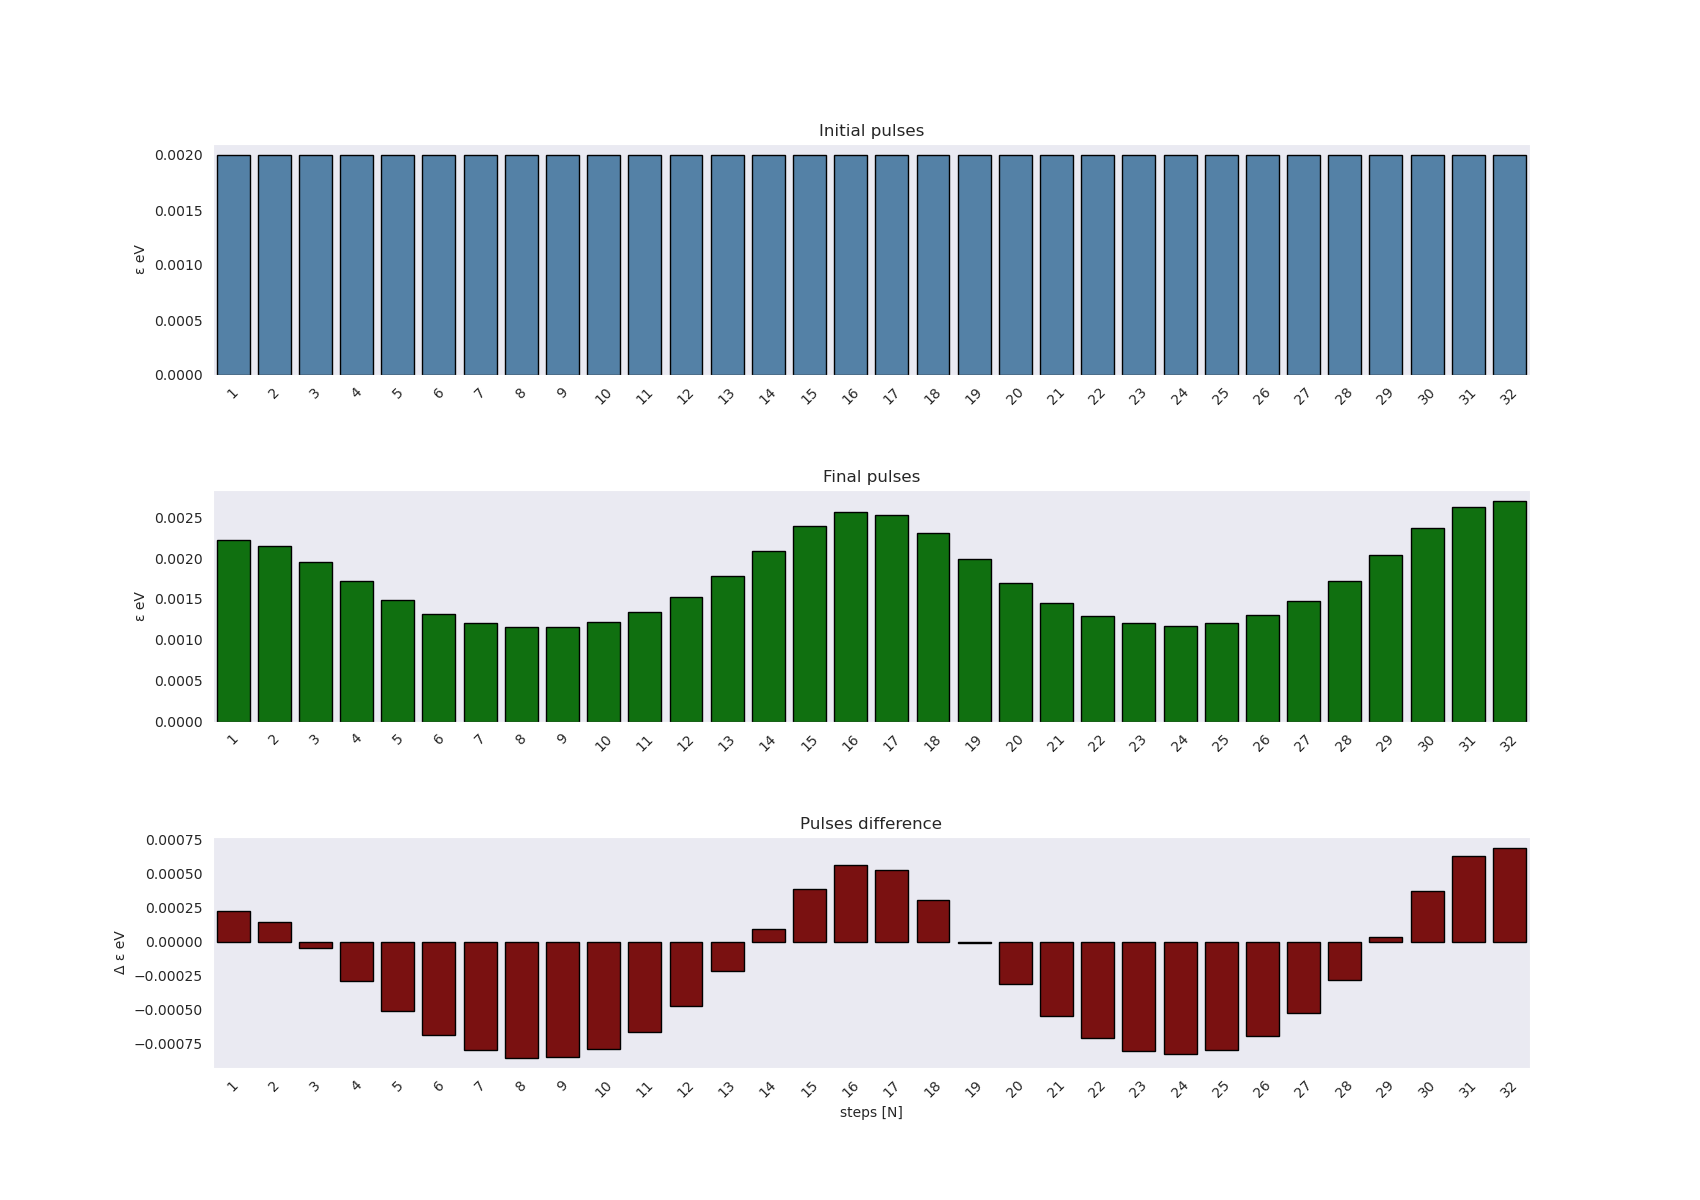 Initial pulses
0.0020
0.0015
0.0010
0.0005
0.0000
ε eV
1 2 3 4 5 6 7 8 9 10 11 12 13 14 15 16 17 18 19 20 21 22 23 24 25 26 27 28 29 30 31 32
Final pulses
0.0025
0.0020
0.0015
0.0010
0.0005
0.0000
ε eV
1 2 3 4 5 6 7 8 9 10 11 12 13 14 15 16 17 18 19 20 21 22 23 24 25 26 27 28 29 30 31 32
Pulses difference
0.00075
0.00050
0.00025
0.00000
−0.00025
−0.00050
−0.00075
Δ ε eV
1 2 3 4 5 6 7 8 9 10 11 12 13 14 15 16 17 18 19 20 21 22 23 24 25 26 27 28 29 30 31 32
steps [N]